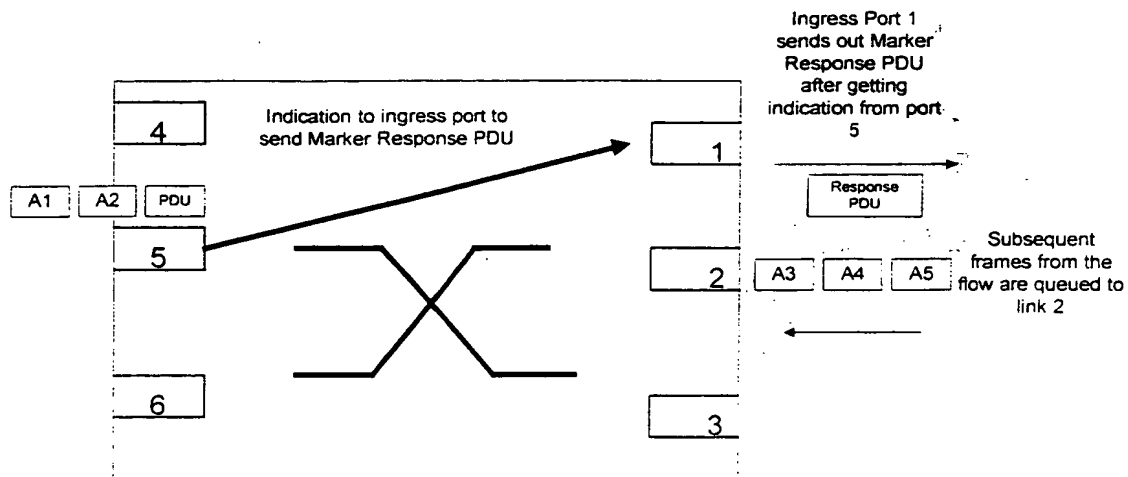 Ingress Port 1
sends out Marker
Response PDU
after getting
indication from port
5
Indication to ingress port to
send Marker Response PDU
4
1
Response
PDU
A1 A2 PDU
5
2
A3 A4 A5
Subsequent
frames from the
flow are queued to
link 2
6
3